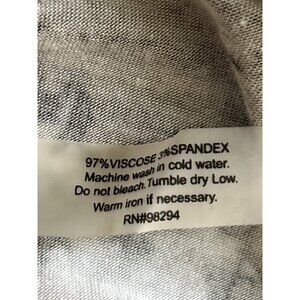 97%VISCOSE 3%SPANDEX
Machine wash in cold water.
Do not bleach.Tumble dry Low.
Warm iron if necessary.
RN#98294